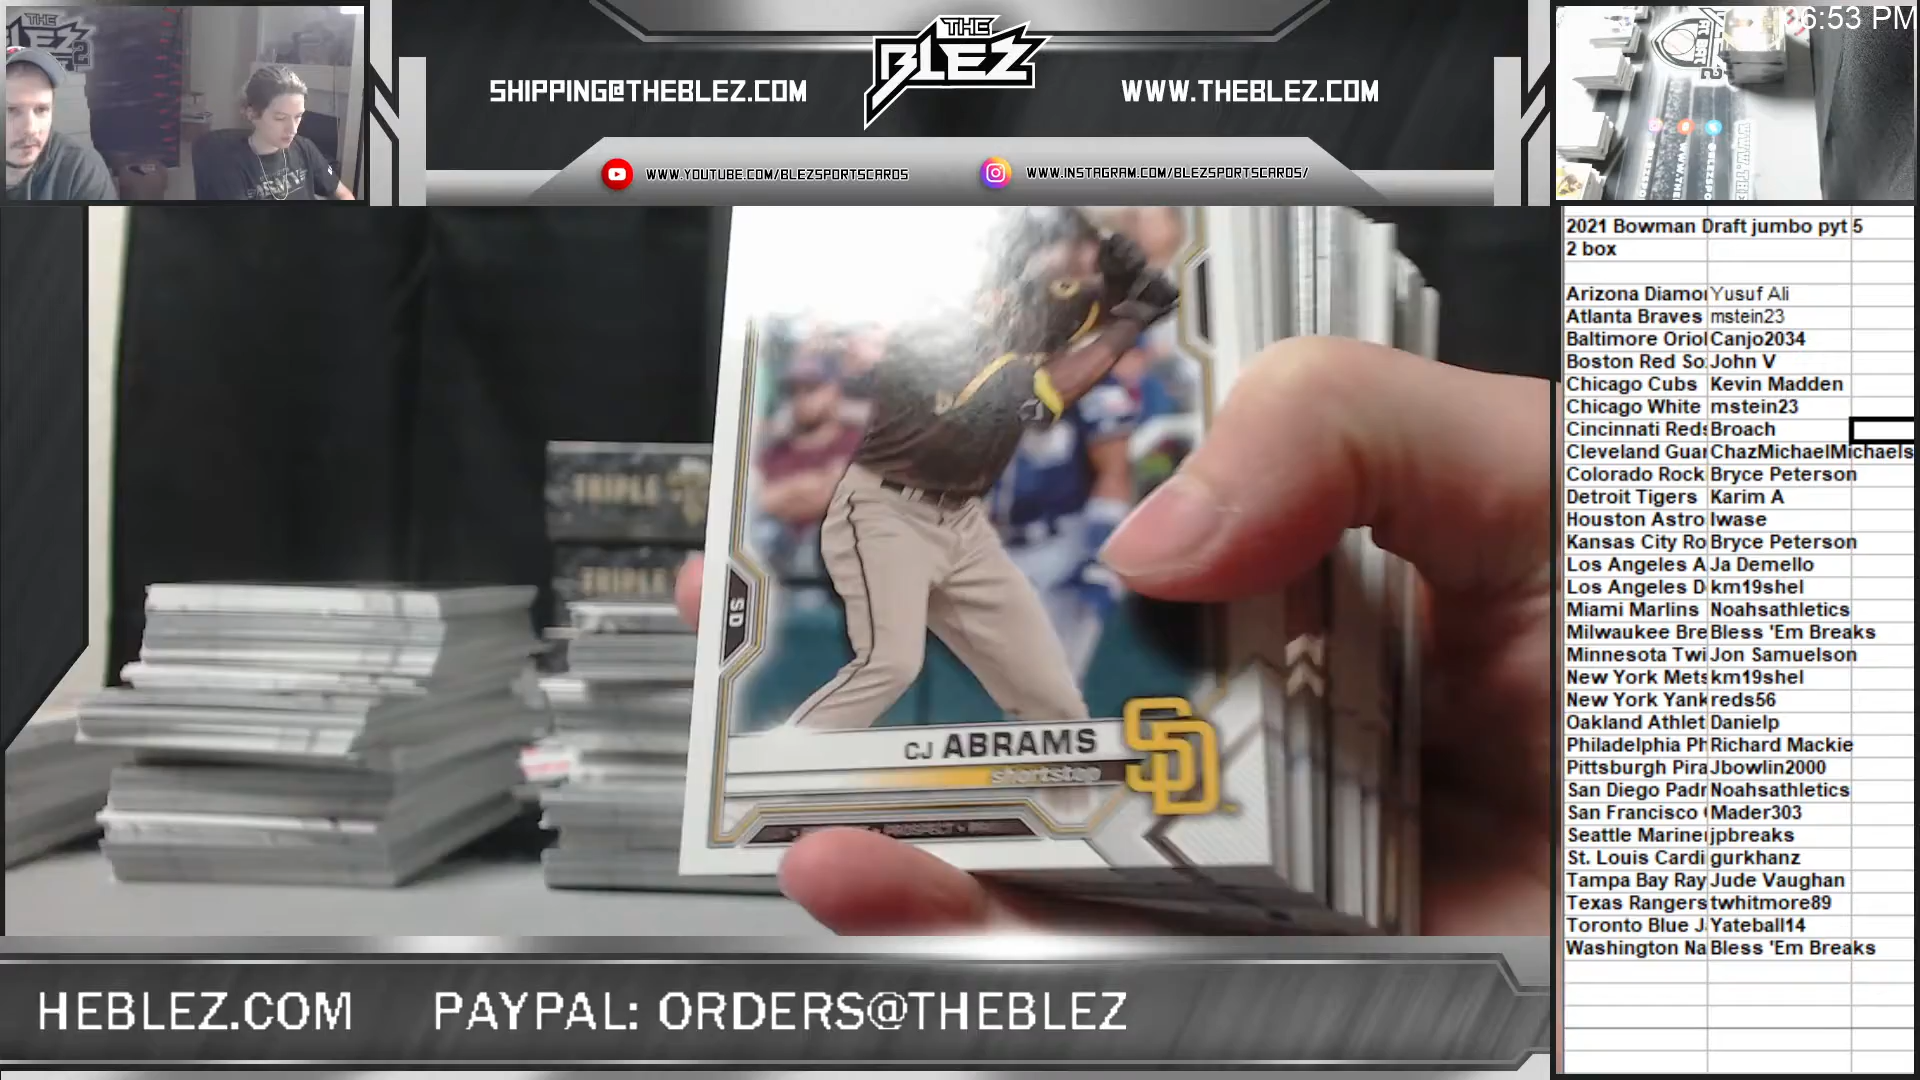 THE
BLEZ
SHIPPING@THEBLEZ.COM
WWW.THEBLEZ.COM
WWW.YOUTUBE.COM/BLEZSPORTSCARDS
WWW.INSTAGRAM.COM/BLEZSPORTSCARDS/
06:53 PM
2021 Bowman Draft jumbo pyt 5
2 box
Arizona Diamo Yusuf Ali
Atlanta Braves mstein23
Baltimore Oriol Canjo2034
Boston Red So John V
Chicago Cubs Kevin Madden
Chicago White mstein23
Cincinnati Reds Broach
Cleveland Guar ChazMichaelMichaels
Colorado Rock Bryce Peterson
Detroit Tigers Karim A
Houston Astro Iwase
Kansas City Ro Bryce Peterson
Los Angeles A Ja Demello
Los Angeles D km19shel
Miami Marlins Noahsathletics
Milwaukee Bre Bless 'Em Breaks
Minnesota Twi Jon Samuelson
New York Mets km19shel
New York Yank reds56
Oakland Athlet Danielp
Philadelphia Ph Richard Mackie
Pittsburgh Pira Jbowlin2000
San Diego Padr Noahsathletics
San Francisco Mader303
Seattle Mariner jpbreaks
St. Louis Cardi gurkhanz
Tampa Bay Ray Jude Vaughan
Texas Rangers twhitmore89
Toronto Blue J Yateball14
Washington Na Bless 'Em Breaks
TRIPLE
TRIPLE
SD
CJ ABRAMS
shortstop
SD
PROSPECT
HEBLEZ.COM PAYPAL: ORDERS@THEBLEZ